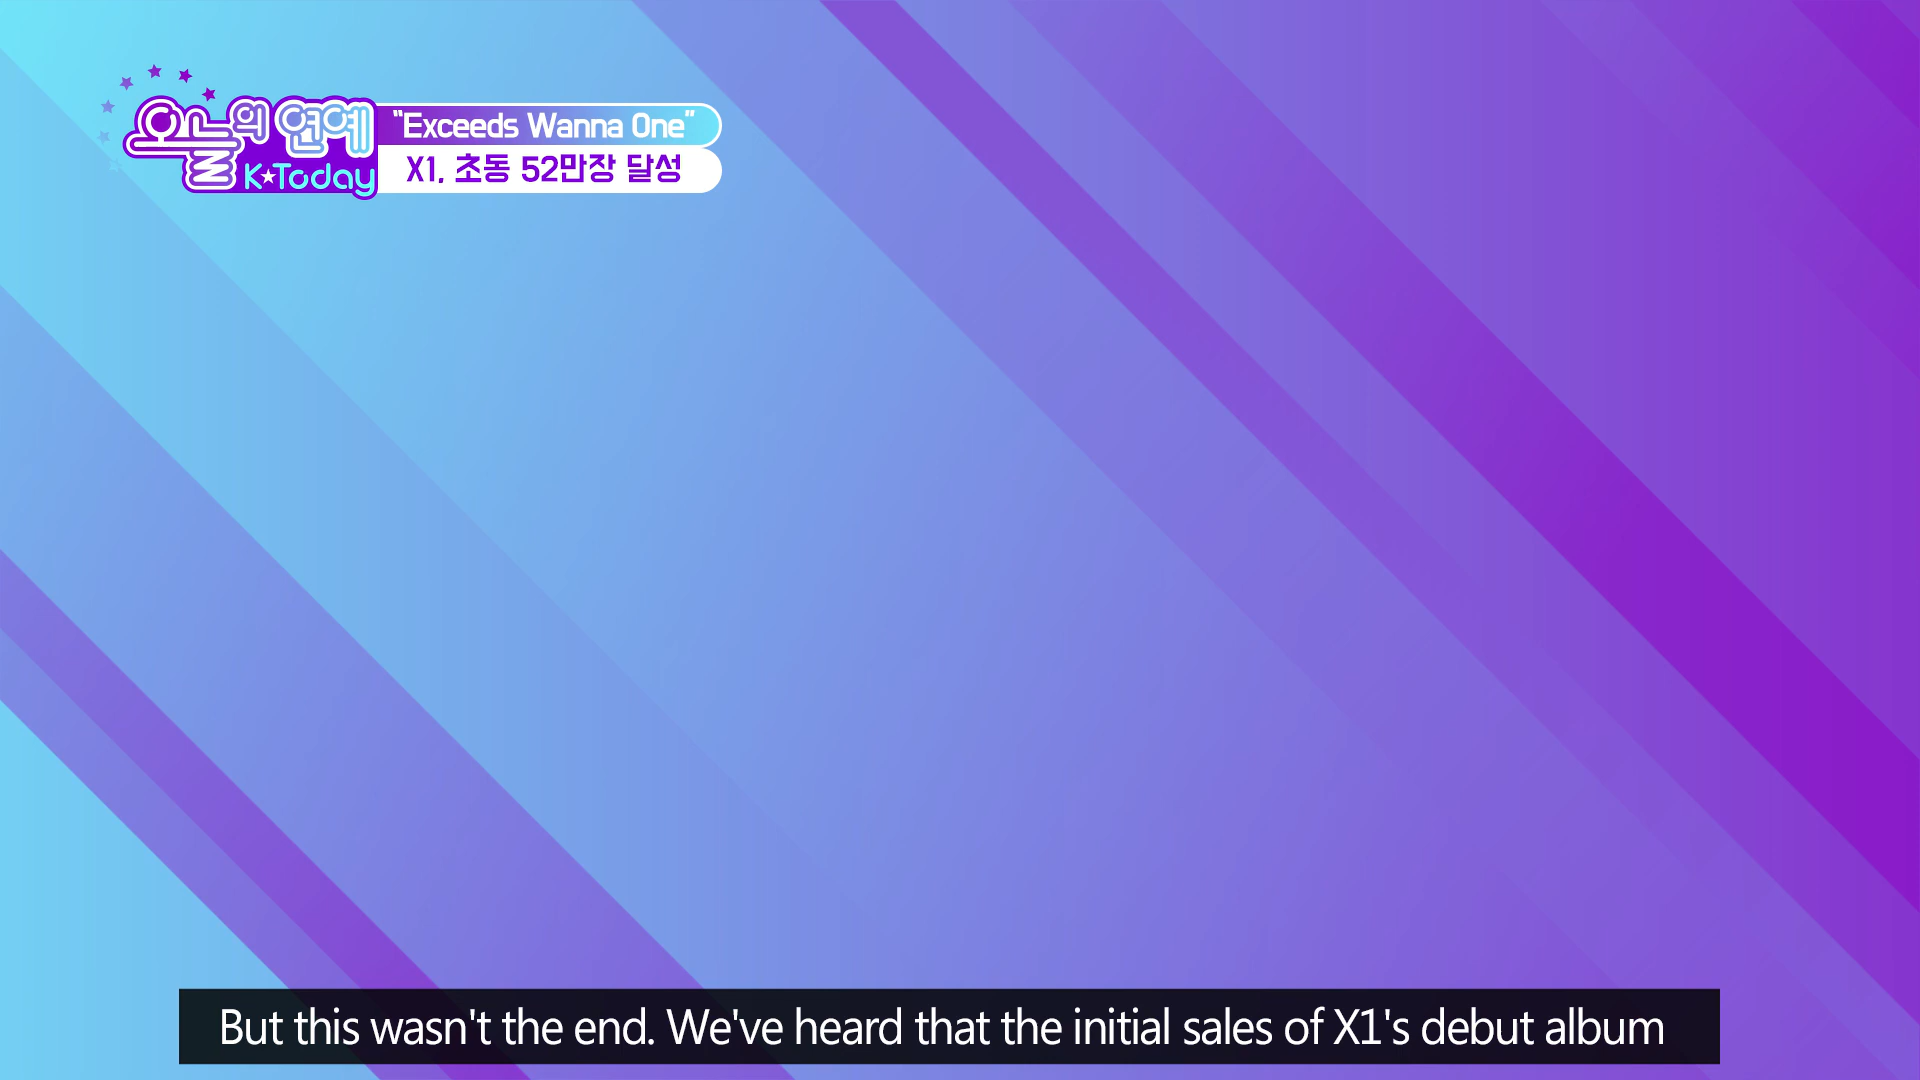 오늘의 연예
K★Today
"Exceeds Wanna One"
X1, 초동 52만장 달성
But this wasn't the end. We've heard that the initial sales of X1's debut album